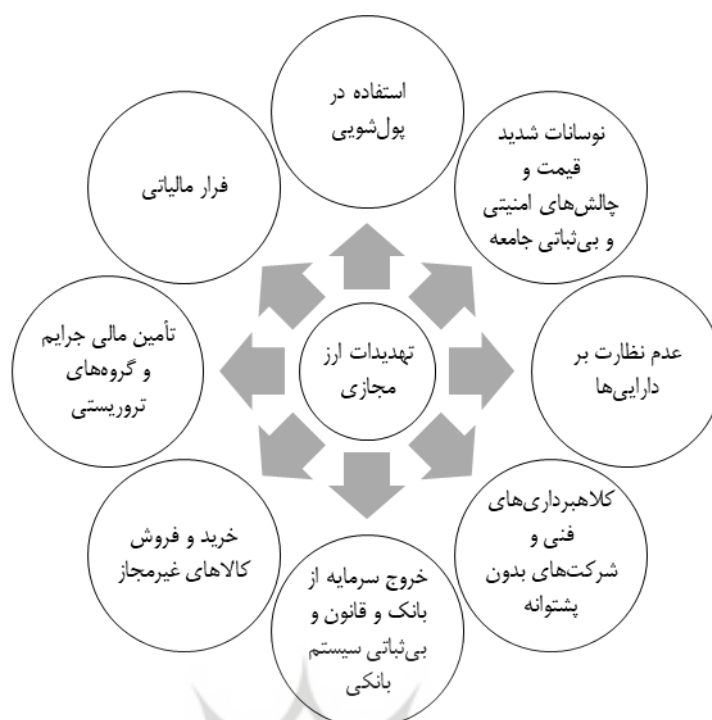 استفاده در
پول‌شویی
نوسانات شدید
قیمت و
چالش‌های امنیتی
و بی‌ثباتی جامعه
عدم نظارت بر
دارایی‌ها
کلاهبرداری‌های
فنی و
شرکت‌های بدون
پشتوانه
خروج سرمایه از
بانک و قانون و
بی‌ثباتی سیستم
بانکی
خرید و فروش
کالاهای غیرمجاز
تأمین مالی جرایم
و گروه‌های
تروریستی
فرار مالیاتی
تهدیدات ارز
مجازی